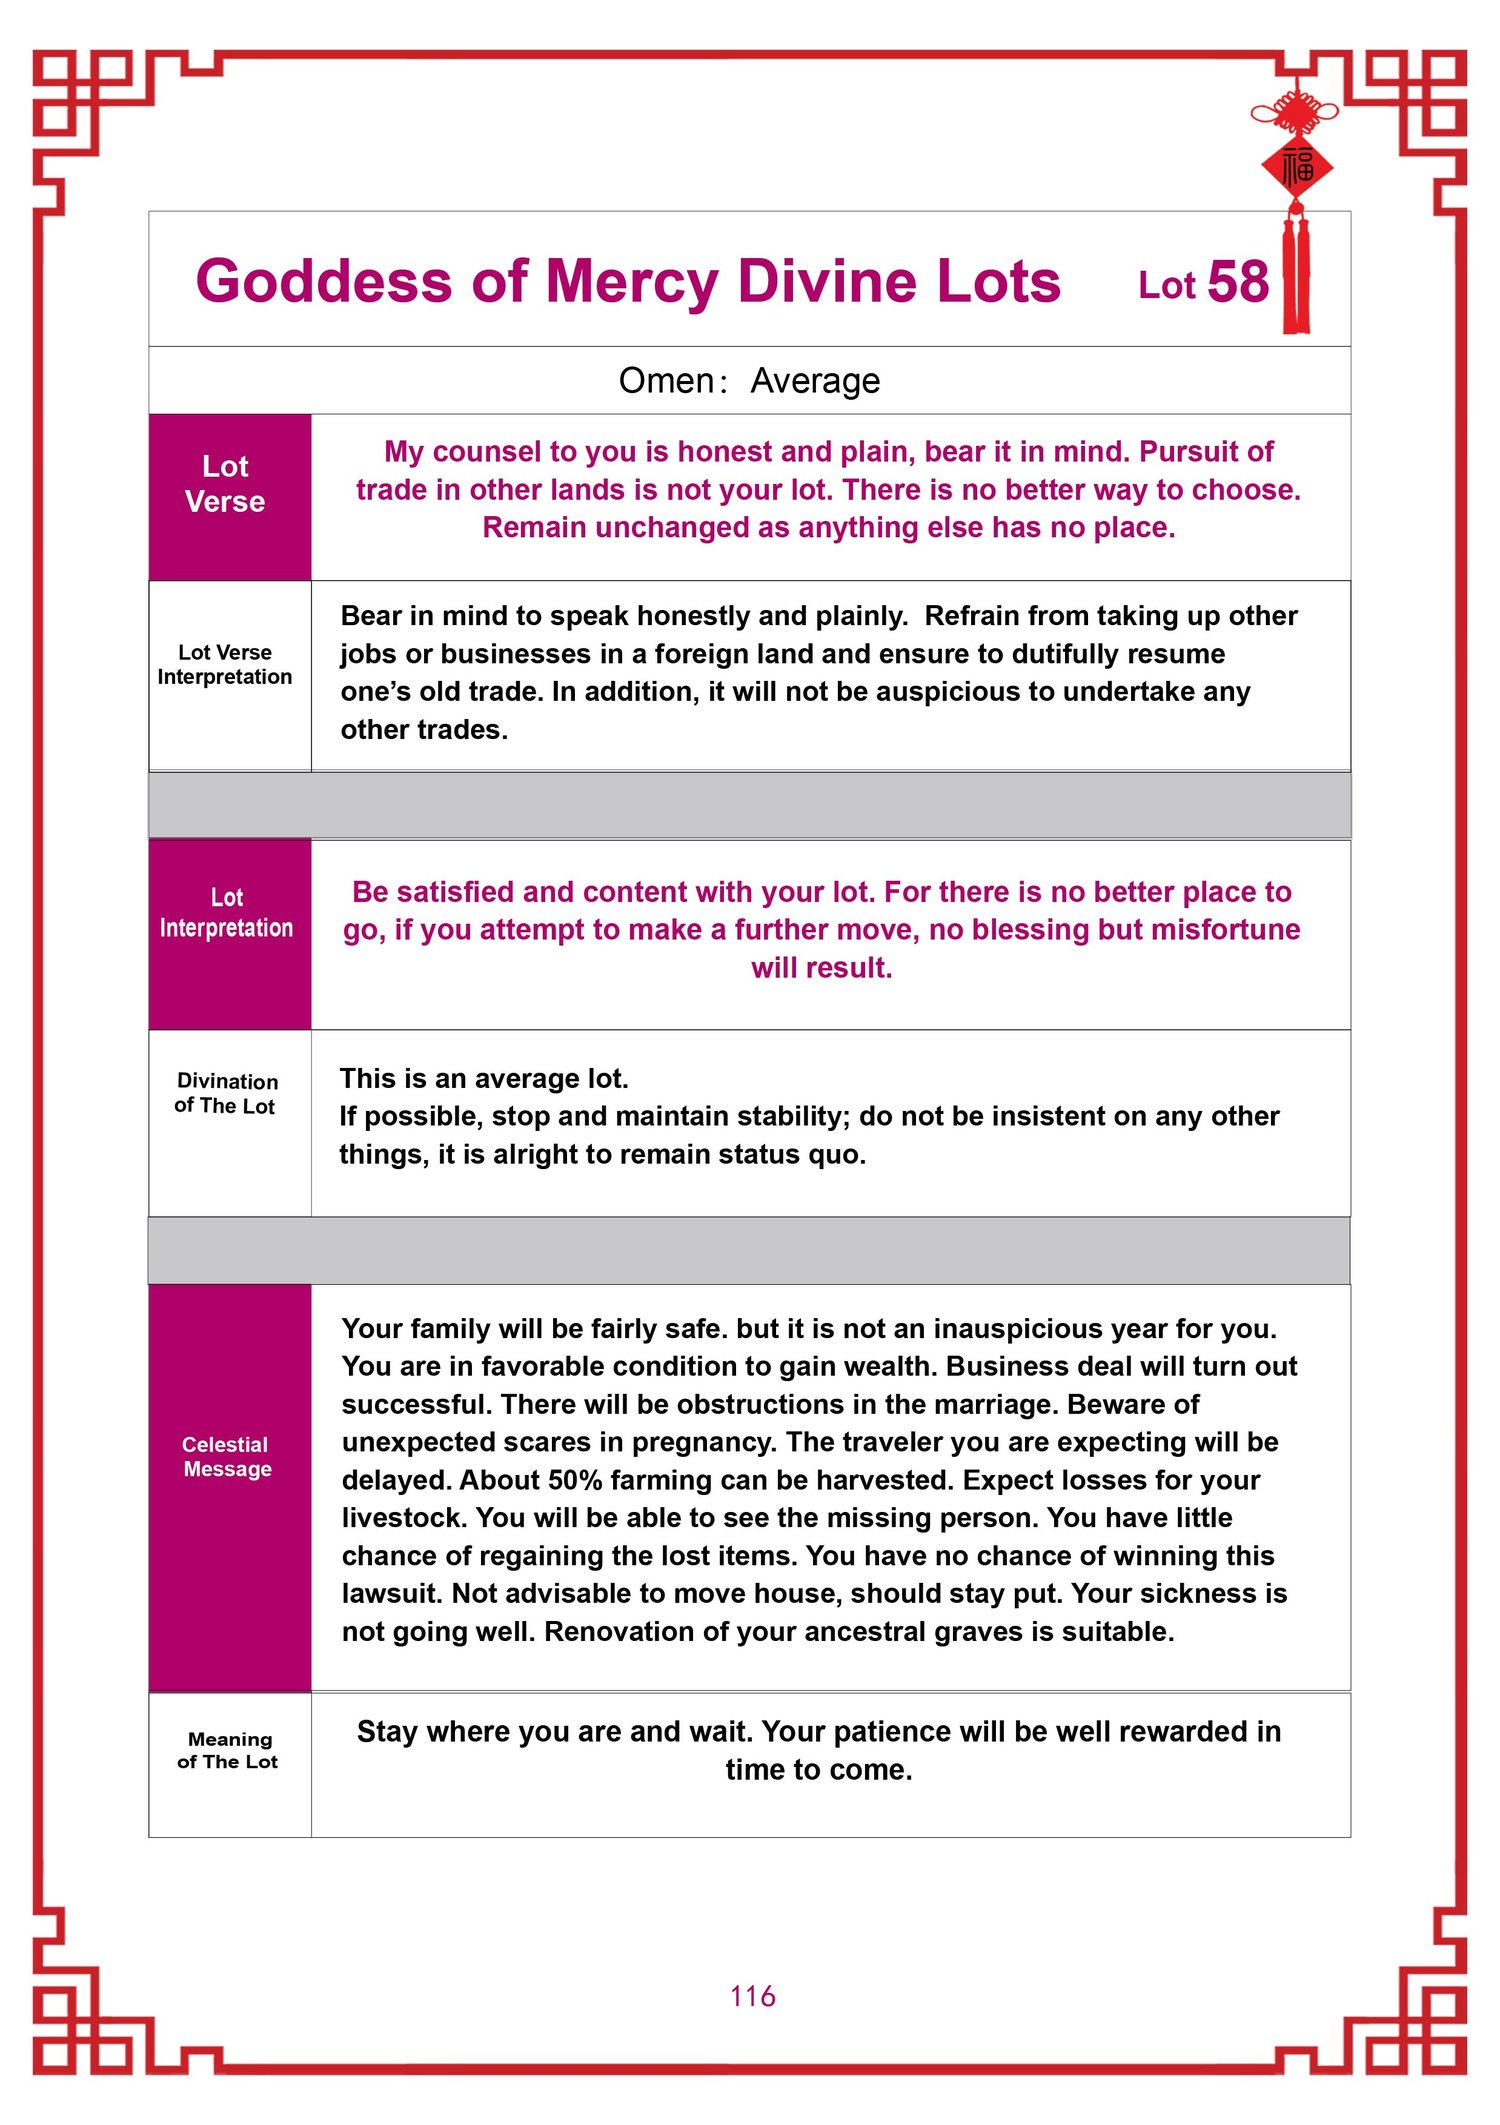 福
Goddess of Mercy Divine Lots Lot 58
Omen: Average
Lot
Verse
My counsel to you is honest and plain, bear it in mind. Pursuit of
trade in other lands is not your lot. There is no better way to choose.
Remain unchanged as anything else has no place.
Lot Verse
Interpretation
Bear in mind to speak honestly and plainly.  Refrain from taking up other
jobs or businesses in a foreign land and ensure to dutifully resume
one’s old trade. In addition, it will not be auspicious to undertake any
other trades.
Lot
Interpretation
Be satisfied and content with your lot. For there is no better place to
go, if you attempt to make a further move, no blessing but misfortune
will result.
Divination
of The Lot
This is an average lot.
If possible, stop and maintain stability; do not be insistent on any other
things, it is alright to remain status quo.
Celestial
Message
Your family will be fairly safe. but it is not an inauspicious year for you.
You are in favorable condition to gain wealth. Business deal will turn out
successful. There will be obstructions in the marriage. Beware of
unexpected scares in pregnancy. The traveler you are expecting will be
delayed. About 50% farming can be harvested. Expect losses for your
livestock. You will be able to see the missing person. You have little
chance of regaining the lost items. You have no chance of winning this
lawsuit. Not advisable to move house, should stay put. Your sickness is
not going well. Renovation of your ancestral graves is suitable.
Meaning
of The Lot
Stay where you are and wait. Your patience will be well rewarded in
time to come.
116